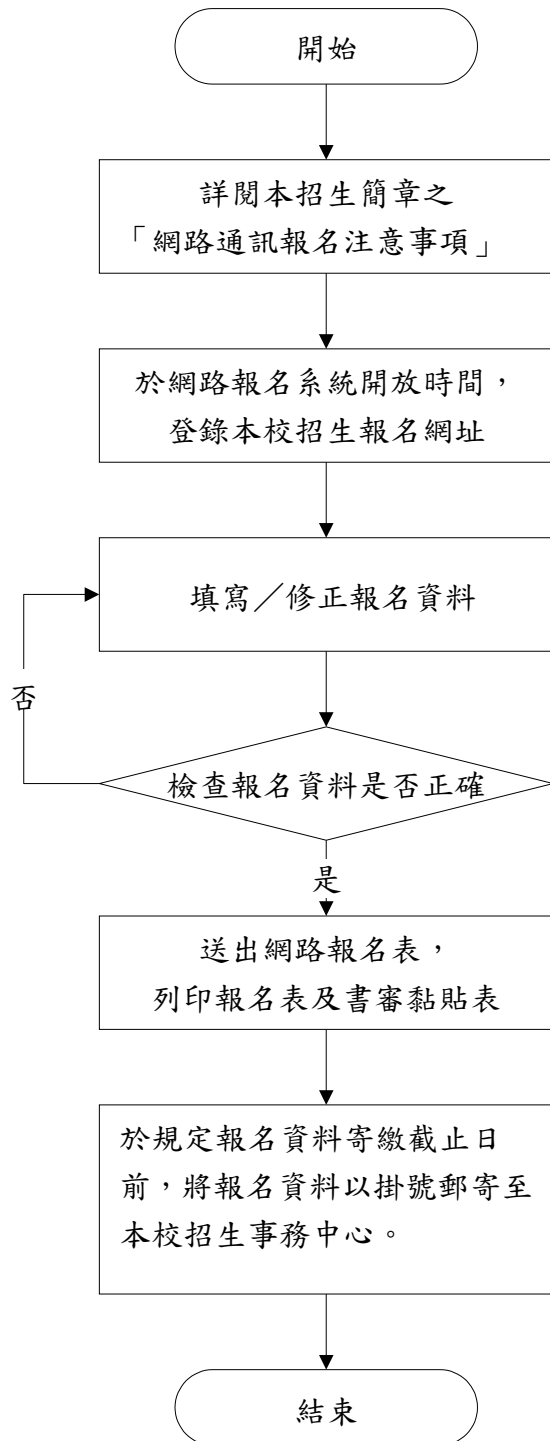 開始
詳閱本招生簡章之
「網路通訊報名注意事項」
於網路報名系統開放時間，
登錄本校招生報名網址
填寫／修正報名資料
否
檢查報名資料是否正確
是
送出網路報名表，
列印報名表及書審黏貼表
於規定報名資料寄繳截止日
前，將報名資料以掛號郵寄至
本校招生事務中心。
結束